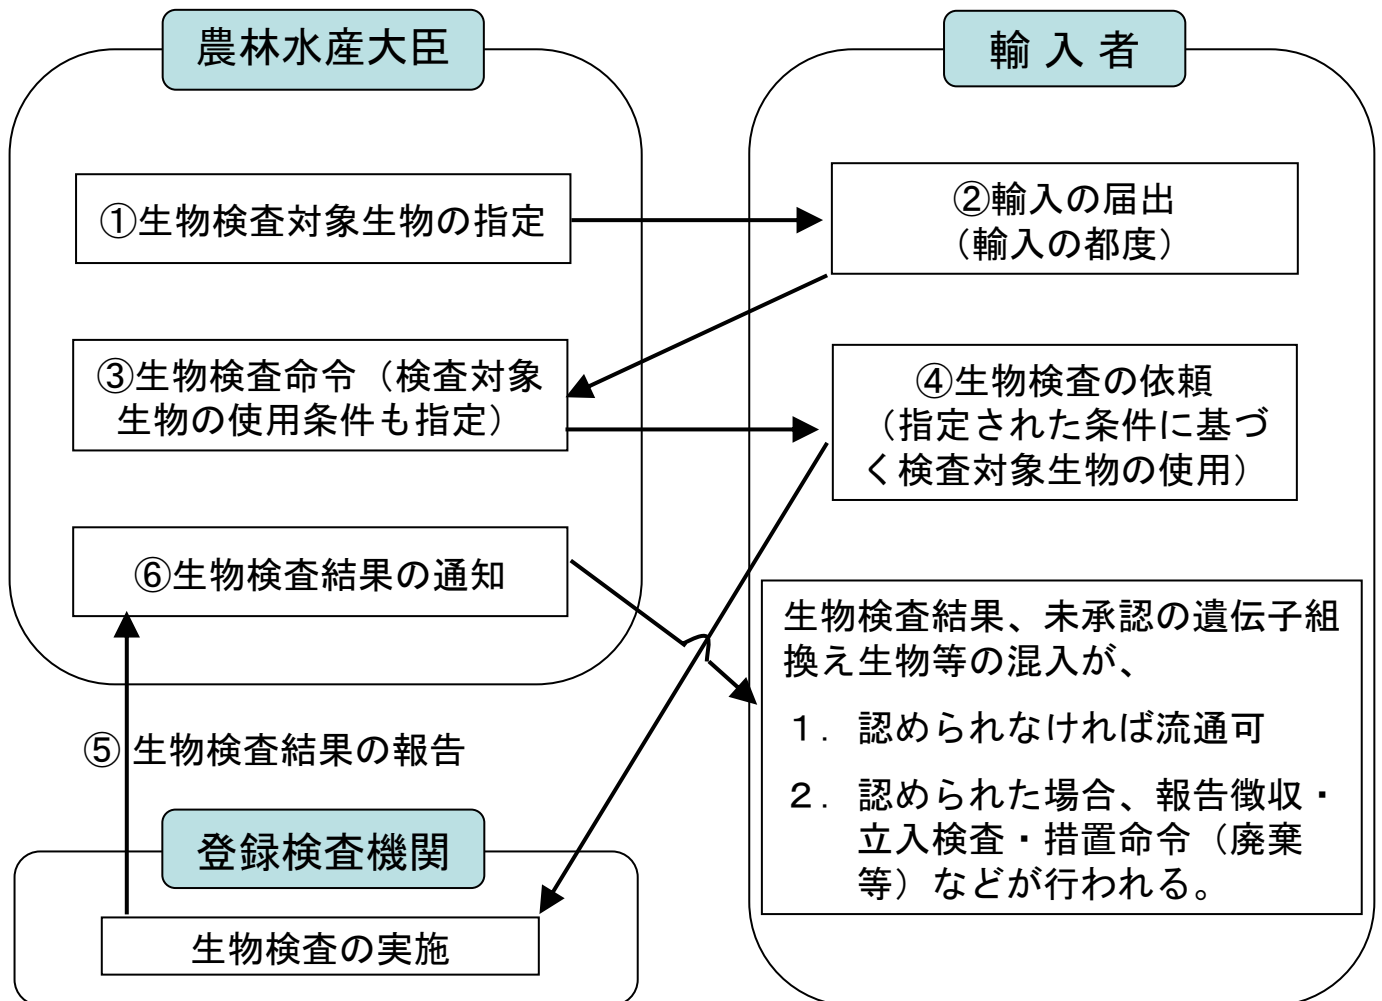 農林水産大臣
輸 入 者
①生物検査対象生物の指定
②輸入の届出
（輸入の都度）
③生物検査命令（検査対象
生物の使用条件も指定）
④生物検査の依頼
（指定された条件に基づ
く検査対象生物の使用）
⑥生物検査結果の通知
生物検査結果、未承認の遺伝子組
換え生物等の混入が、
１．認められなければ流通可
２．認められた場合、報告徴収・
立入検査・措置命令（廃棄
等）などが行われる。
⑤ 生物検査結果の報告
登録検査機関
生物検査の実施